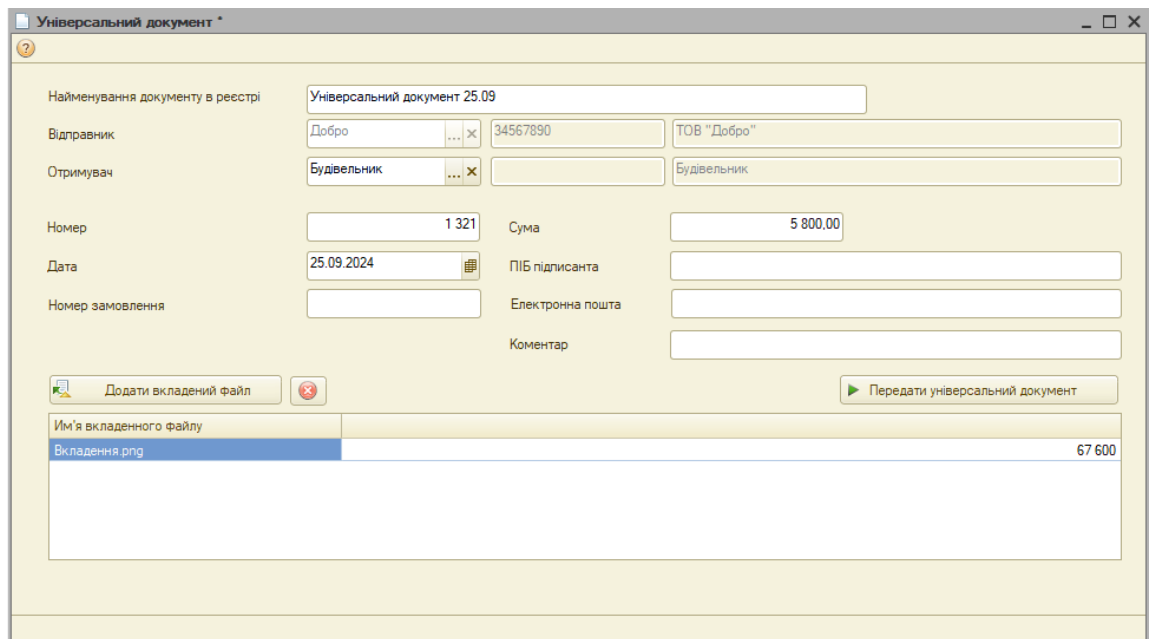 Універсальний документ *
Найменування документу в реєстрі Універсальний документ 25.09
Відправник Добро ... 34567890 ТОВ "Добро"
Отримувач Будівельник ... Будівельник
Номер 1 321 Сума 5 800,00
Дата 25.09.2024 ПІБ підписанта
Номер замовлення Електронна пошта
Коментар
Додати вкладений файл Передати універсальний документ
Им'я вкладенного файлу
Вкладення.png 67 600